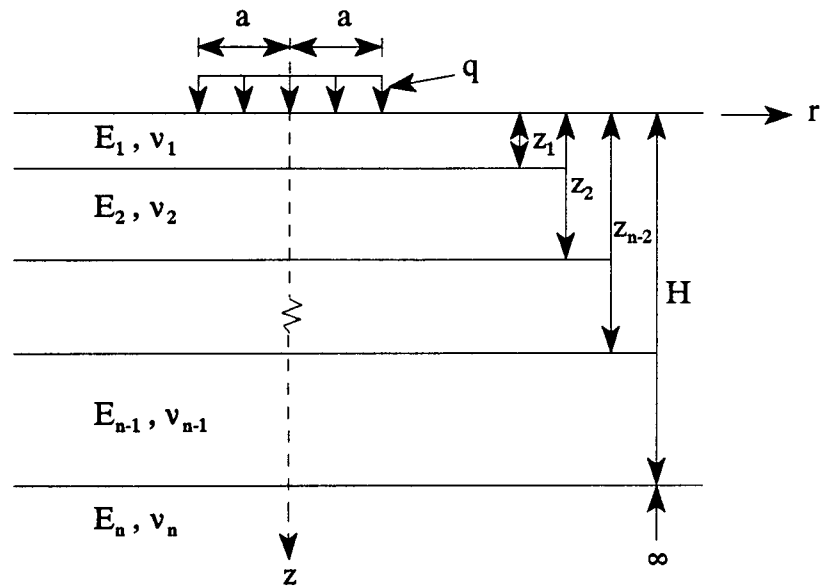 a a
q
r
E₁ , ν₁
z₁
E₂ , ν₂
z₂
zₙ₋₂
H
Eₙ₋₁ , νₙ₋₁
Eₙ , νₙ
∞
z